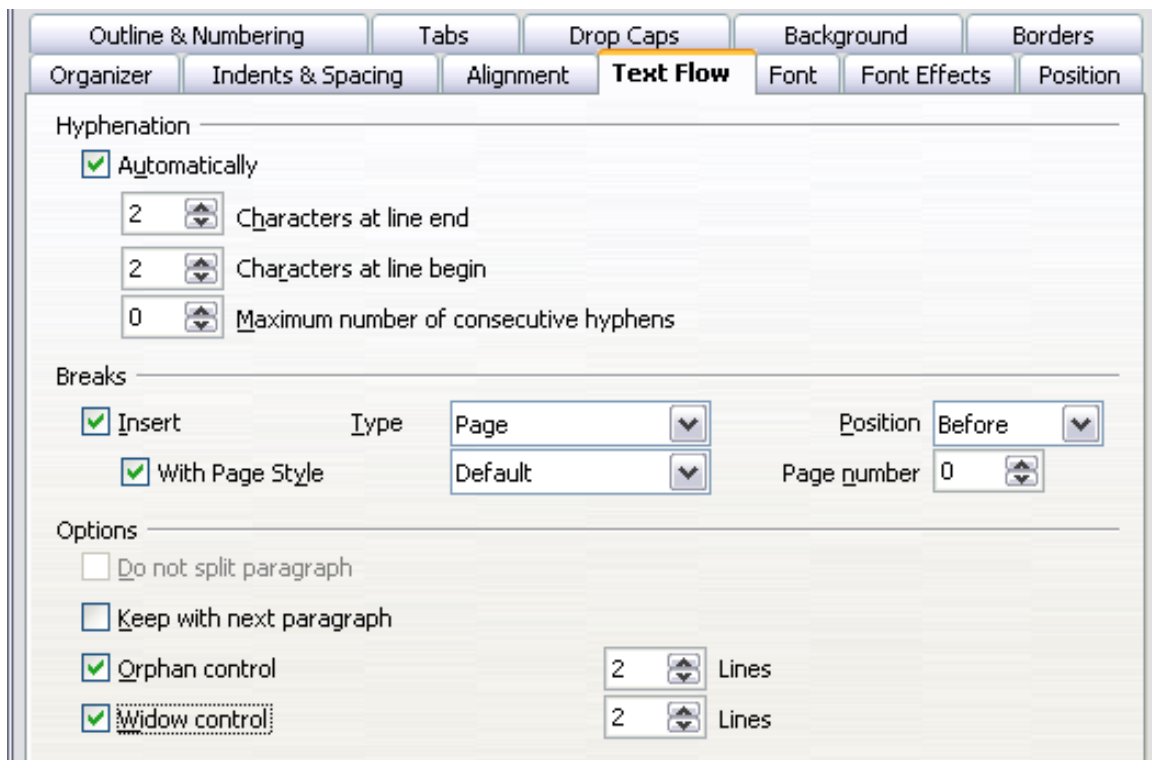 Outline & Numbering Tabs Drop Caps Background Borders
Organizer Indents & Spacing Alignment Text Flow Font Font Effects Position
Hyphenation
Automatically
2 Characters at line end
2 Characters at line begin
0 Maximum number of consecutive hyphens
Breaks
Insert Type Page Position Before
With Page Style Default Page number 0
Options
Do not split paragraph
Keep with next paragraph
Orphan control 2 Lines
Widow control 2 Lines